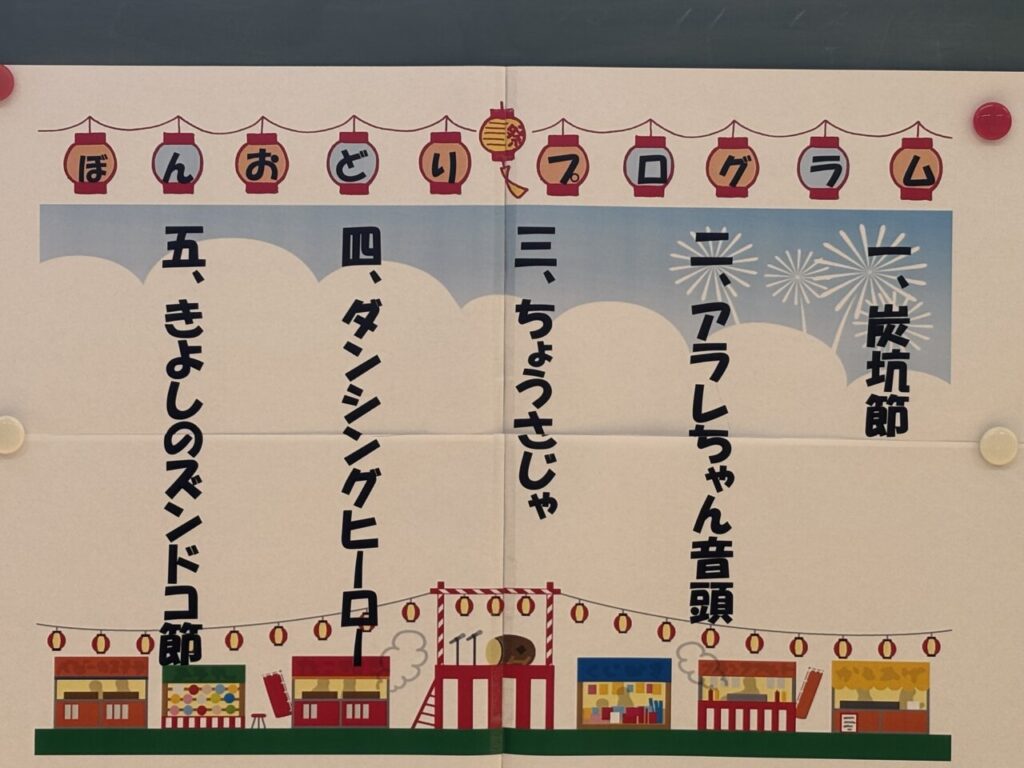 ぼんおどり祭プログラム
一、炭坑節
二、アラレちゃん音頭
三、ちょうさじゃ
四、ダンシングヒーロー
五、きよしのズンドコ節